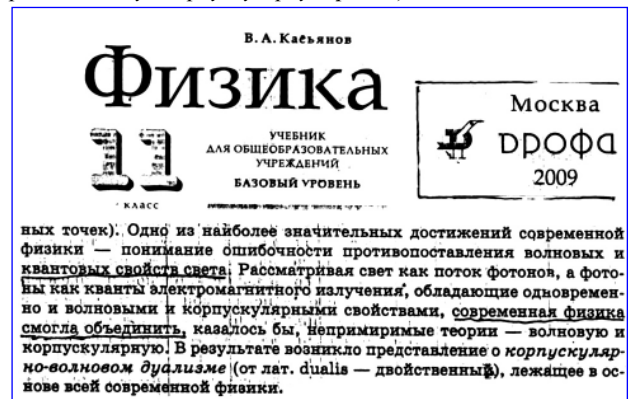 В. А. Касьянов
Физика
11
класс
УЧЕБНИК
ДЛЯ ОБЩЕОБРАЗОВАТЕЛЬНЫХ
УЧРЕЖДЕНИЙ
БАЗОВЫЙ УРОВЕНЬ
Москва
дрофа
2009
ных точек). Одно из наиболее значительных достижений современной
физики — понимание ошибочности противопоставления волновых и
квантовых свойств света. Рассматривая свет как поток фотонов, а фото-
ны как кванты электромагнитного излучения, обладающие одновремен-
но и волновыми и корпускулярными свойствами, современная физика
смогла объединить, казалось бы, непримиримые теории — волновую и
корпускулярную. В результате возникло представление о корпускуляр-
но-волновом дуализме (от лат. dualis — двойственный), лежащее в ос-
нове всей современной физики.